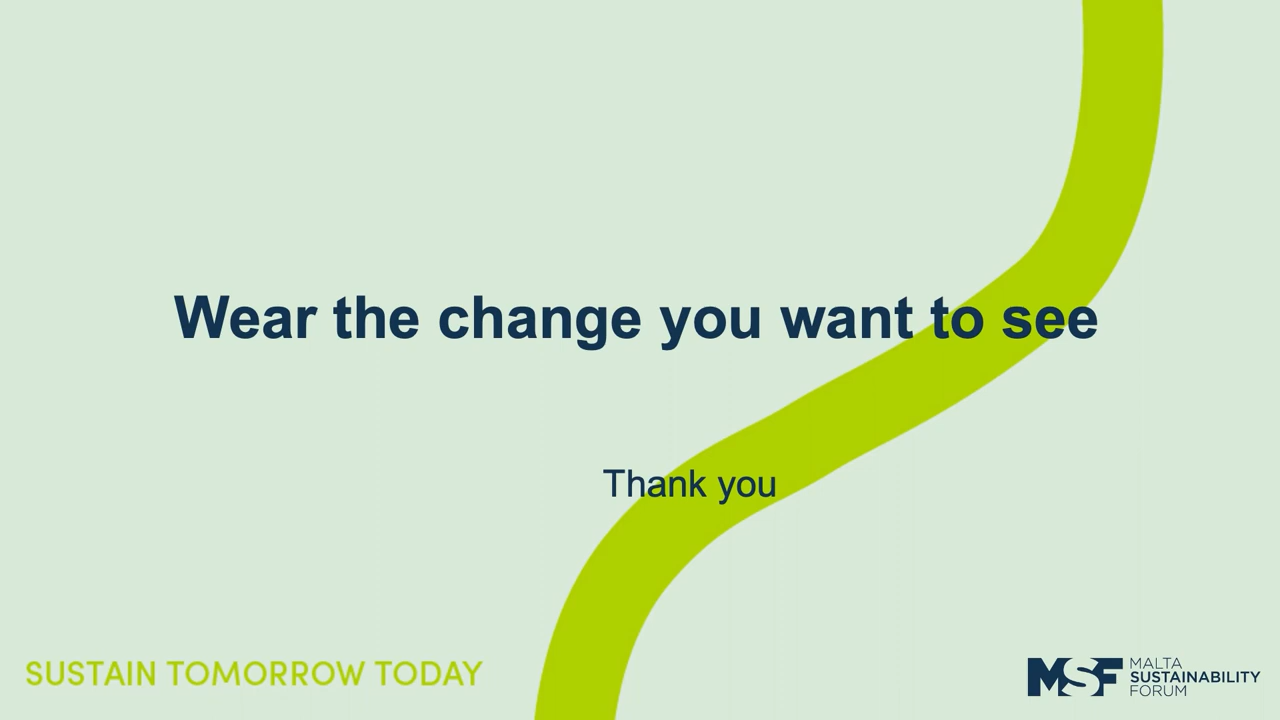 Wear the change you want to see
Thank you
SUSTAIN TOMORROW TODAY
MSF
MALTA
SUSTAINABILITY
FORUM